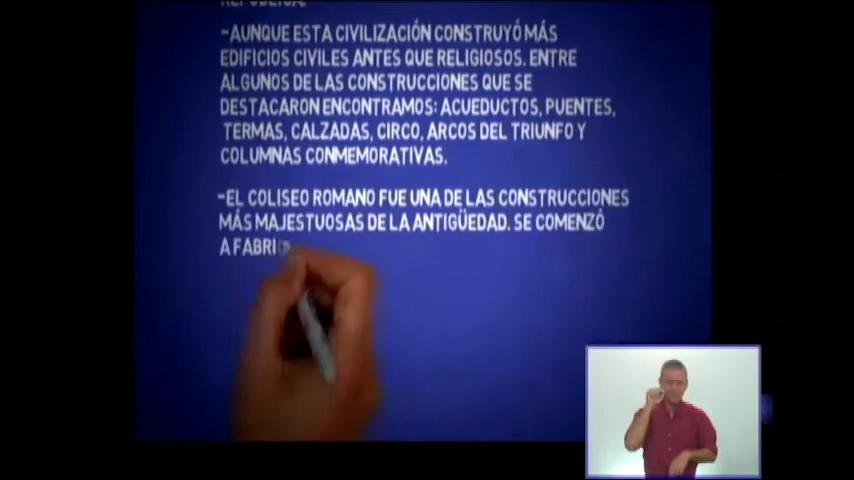 REPÚBLICA.
-AUNQUE ESTA CIVILIZACIÓN CONSTRUYÓ MÁS
EDIFICIOS CIVILES ANTES QUE RELIGIOSOS. ENTRE
ALGUNOS DE LAS CONSTRUCCIONES QUE SE
DESTACARON ENCONTRAMOS: ACUEDUCTOS, PUENTES,
TERMAS, CALZADAS, CIRCO, ARCOS DEL TRIUNFO Y
COLUMNAS CONMEMORATIVAS.
-EL COLISEO ROMANO FUE UNA DE LAS CONSTRUCCIONES
MÁS MAJESTUOSAS DE LA ANTIGÜEDAD. SE COMENZÓ
A FABRI